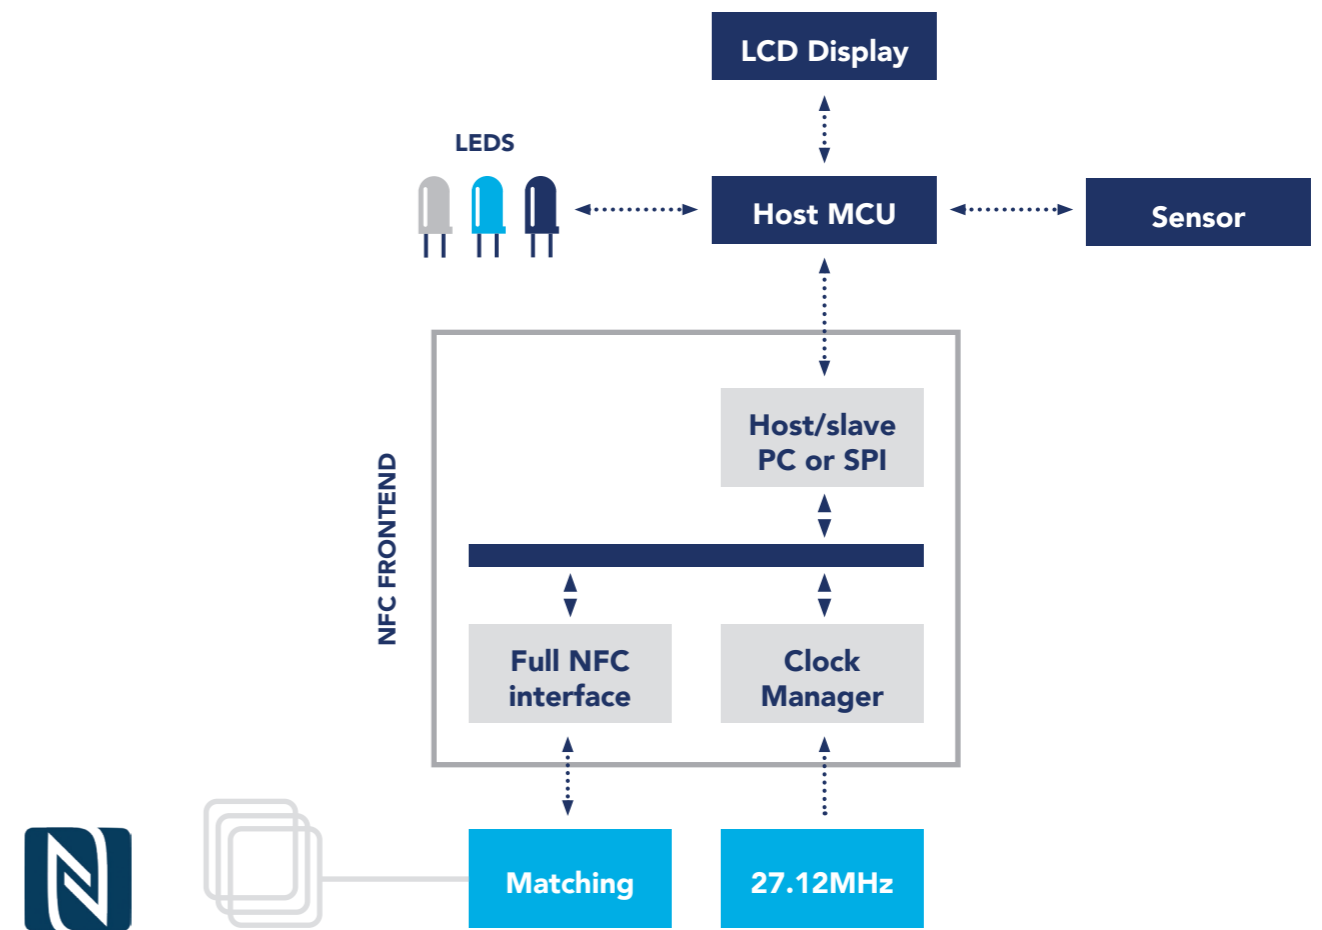 LCD Display
LEDS
Host MCU
Sensor
Host/slave
PC or SPI
NFC FRONTEND
Full NFC
interface
Clock
Manager
Matching
27.12MHz